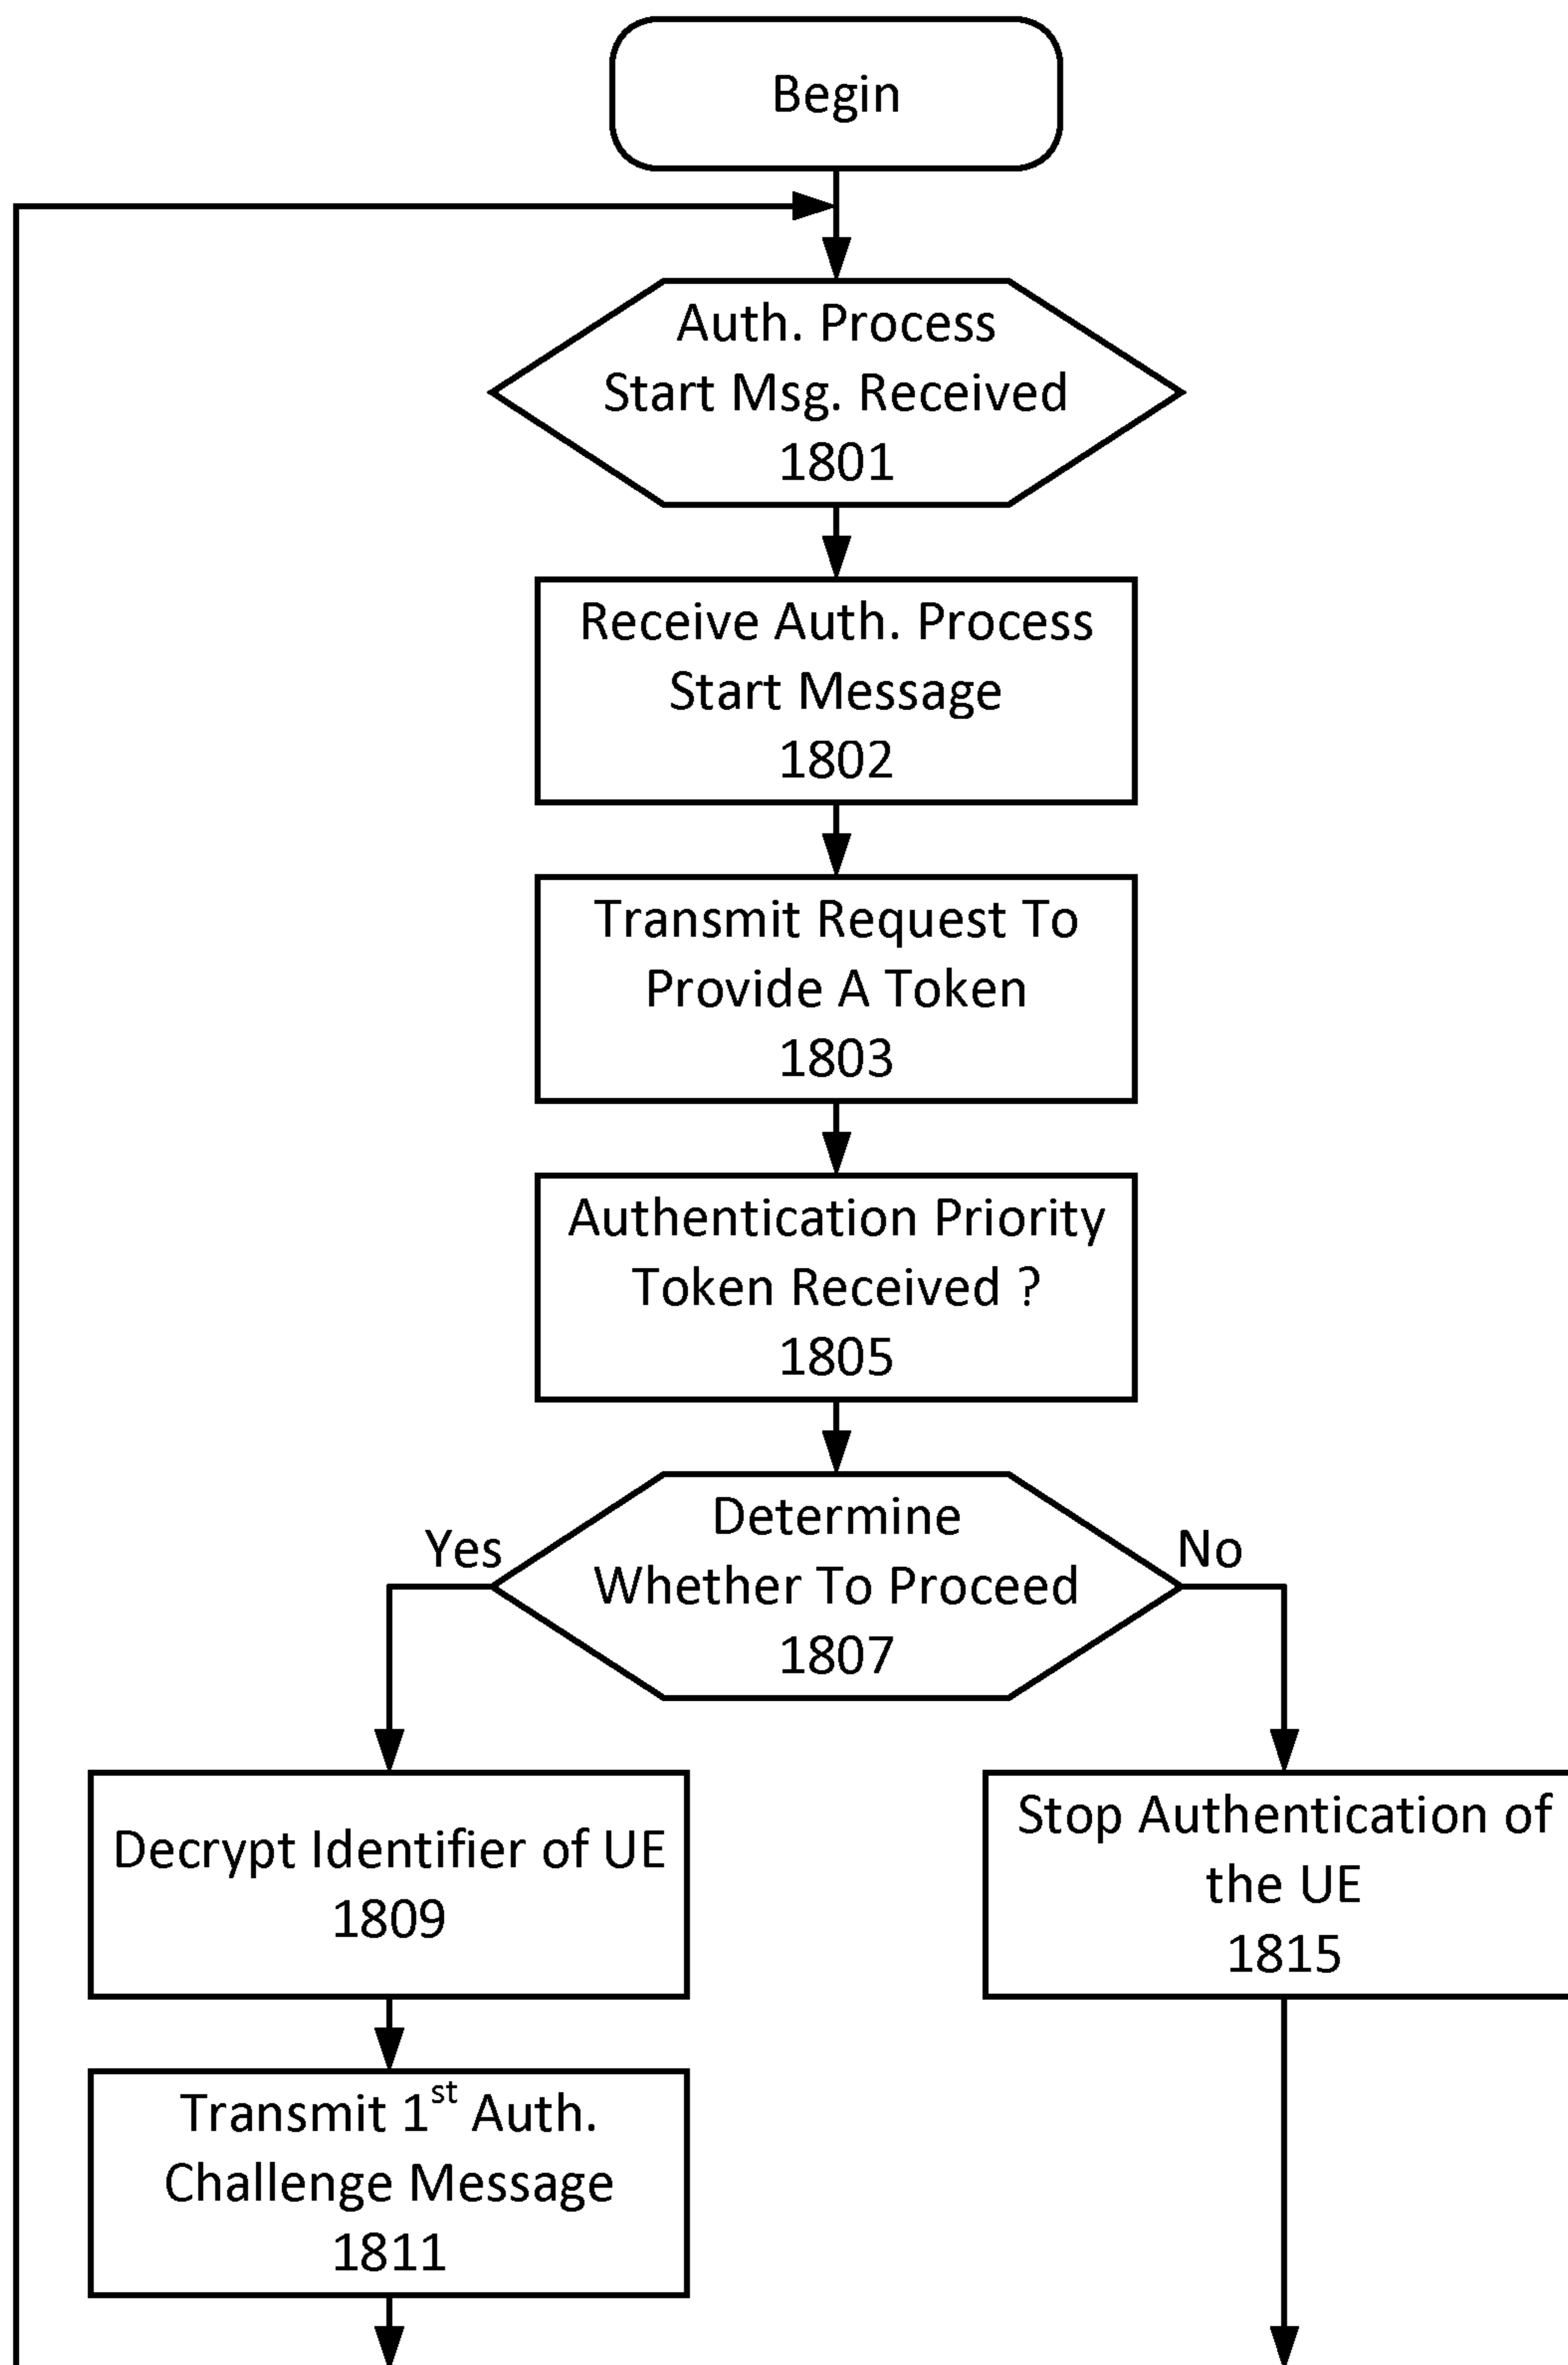 Begin
Auth. Process
Start Msg. Received
1801
Receive Auth. Process
Start Message
1802
Transmit Request To
Provide A Token
1803
Authentication Priority
Token Received ?
1805
Determine
Whether To Proceed
1807
Yes
No
Decrypt Identifier of UE
1809
Stop Authentication of
the UE
1815
Transmit 1st Auth.
Challenge Message
1811